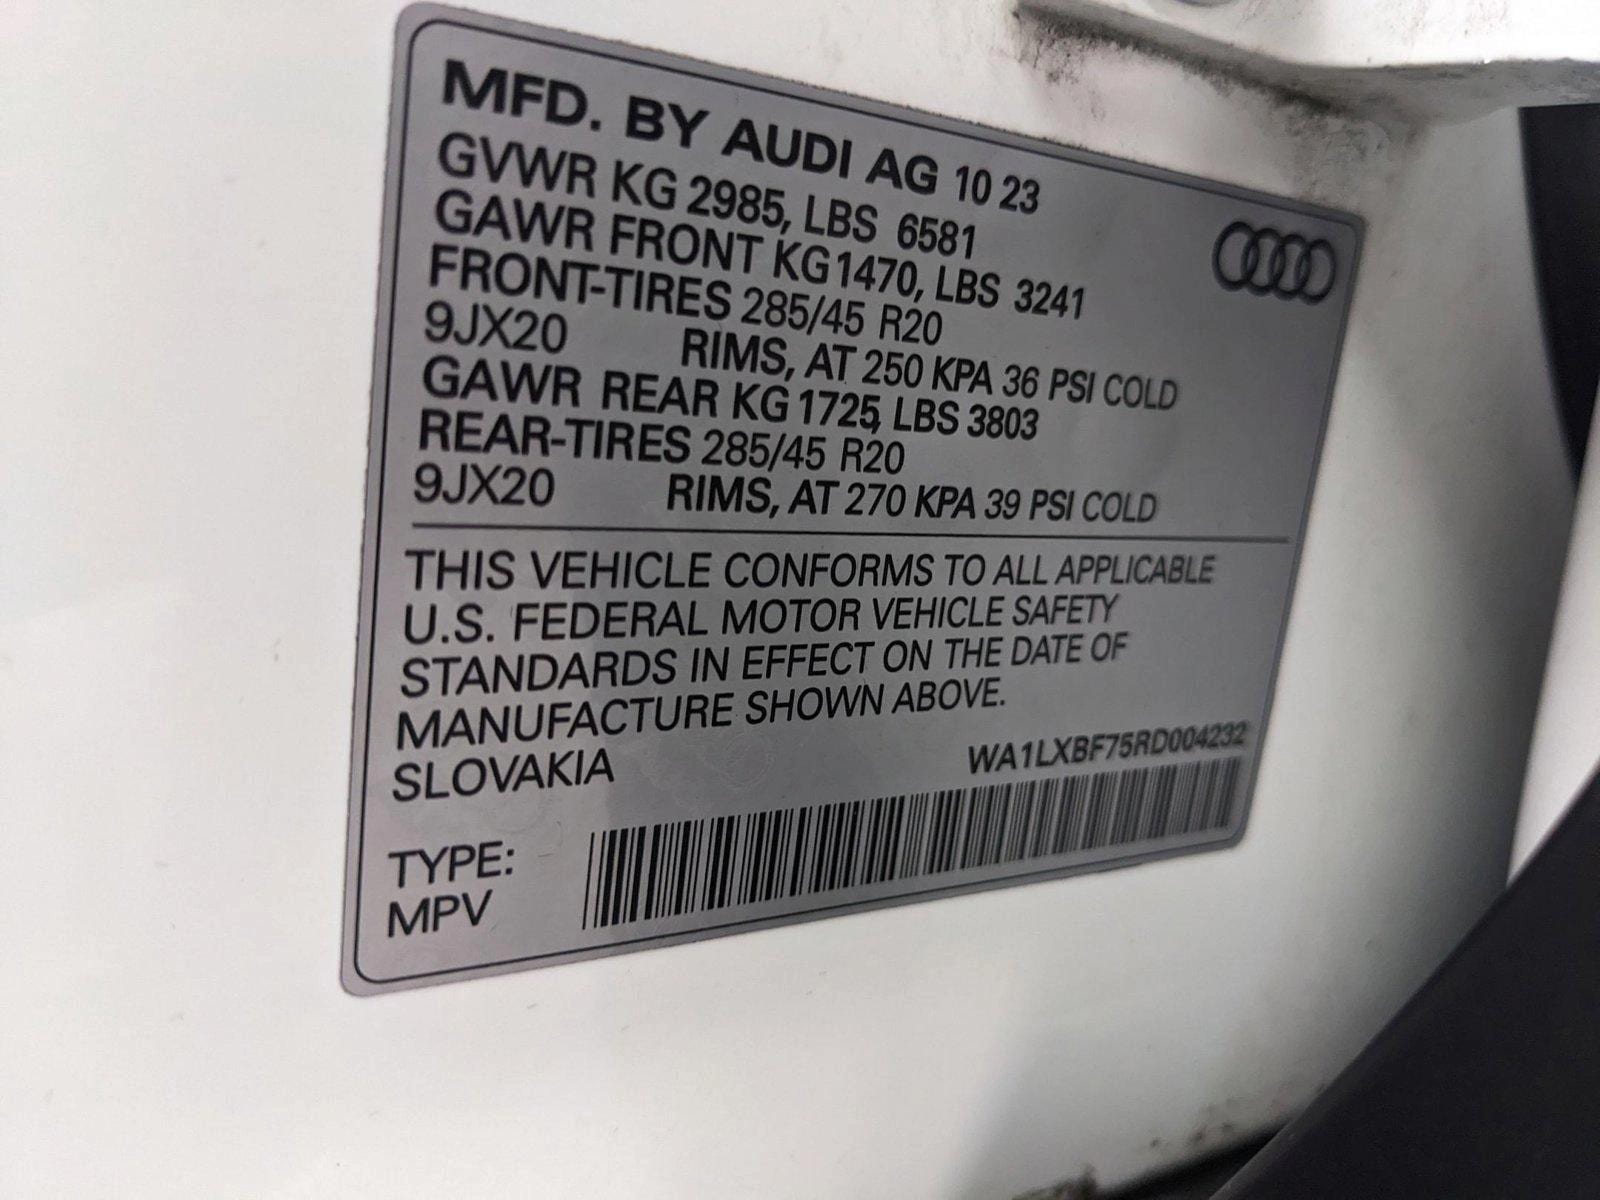 MFD. BY AUDI AG 10 23
GVWR KG 2985, LBS 6581
GAWR FRONT KG 1470, LBS 3241
FRONT-TIRES 285/45 R20
9JX20 RIMS, AT 250 KPA 36 PSI COLD
GAWR REAR KG 1725, LBS 3803
REAR-TIRES 285/45 R20
9JX20 RIMS, AT 270 KPA 39 PSI COLD
THIS VEHICLE CONFORMS TO ALL APPLICABLE
U.S. FEDERAL MOTOR VEHICLE SAFETY
STANDARDS IN EFFECT ON THE DATE OF
MANUFACTURE SHOWN ABOVE.
SLOVAKIA
WA1LXBF75RD004232
TYPE:
MPV